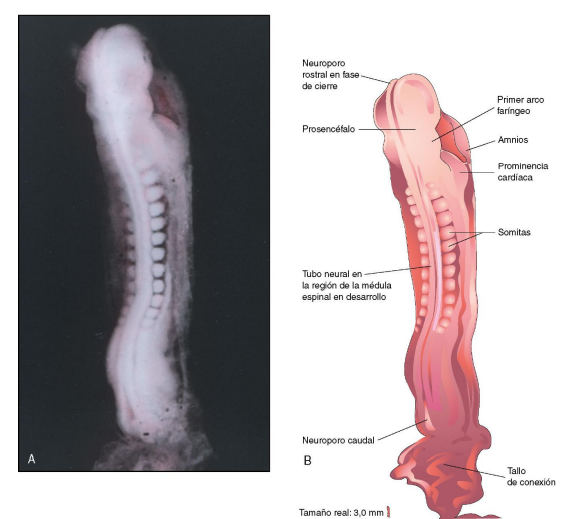 Neuroporo
rostral en fase
de cierre
Prosencéfalo
Primer arco
faríngeo
Amnios
Prominencia
cardíaca
Somitas
Tubo neural en
la región de la médula
espinal en desarrollo
Neuroporo caudal
Tallo
de conexión
A
B
Tamaño real: 3,0 mm